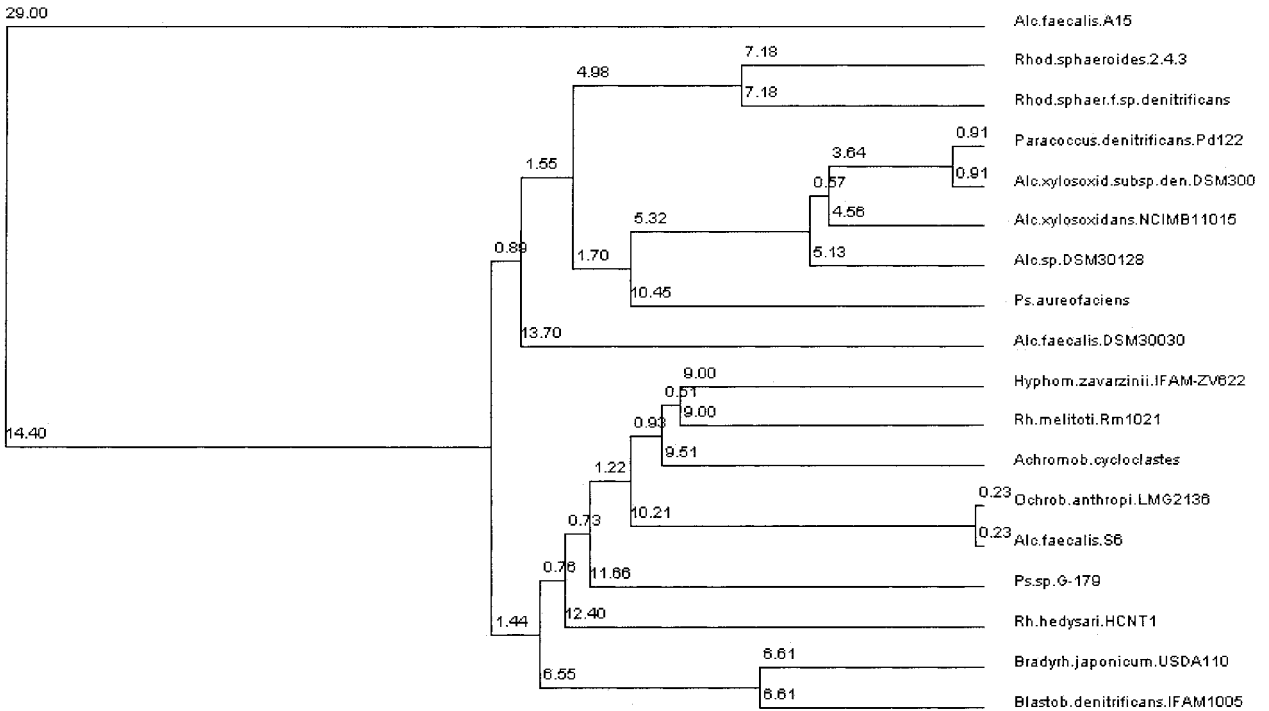 29.00
Alc.faecalis.A15
7.18
Rhod.sphaeroides.2.4.3
4.98
7.18
Rhod.sphaer.f.sp.denitrificans
0.91
Paracoccus.denitrificans.Pd122
3.64
1.55
0.57
0.91
Alc.xylosoxid.subsp.den.DSM300
5.32
4.56
Alc.xylosoxidans.NCIMB11015
0.89
1.70
5.13
Alc.sp.DSM30128
10.45
Ps.aureofaciens
13.70
Alc.faecalis.DSM30030
9.00
Hyphom.zavarzinii.IFAM-ZV622
0.51
0.93
9.00
Rh.melitoti.Rm1021
14.40
9.51
Achromob.cycloclastes
1.22
0.23
Ochrob.anthropi.LMG2136
10.21
0.73
0.23
Alc.faecalis.S6
0.76
11.66
Ps.sp.G-179
12.40
Rh.hedysari.HCNT1
1.44
6.61
Bradyrh.japonicum.USDA110
6.55
6.61
Blastob.denitrificans.IFAM1005